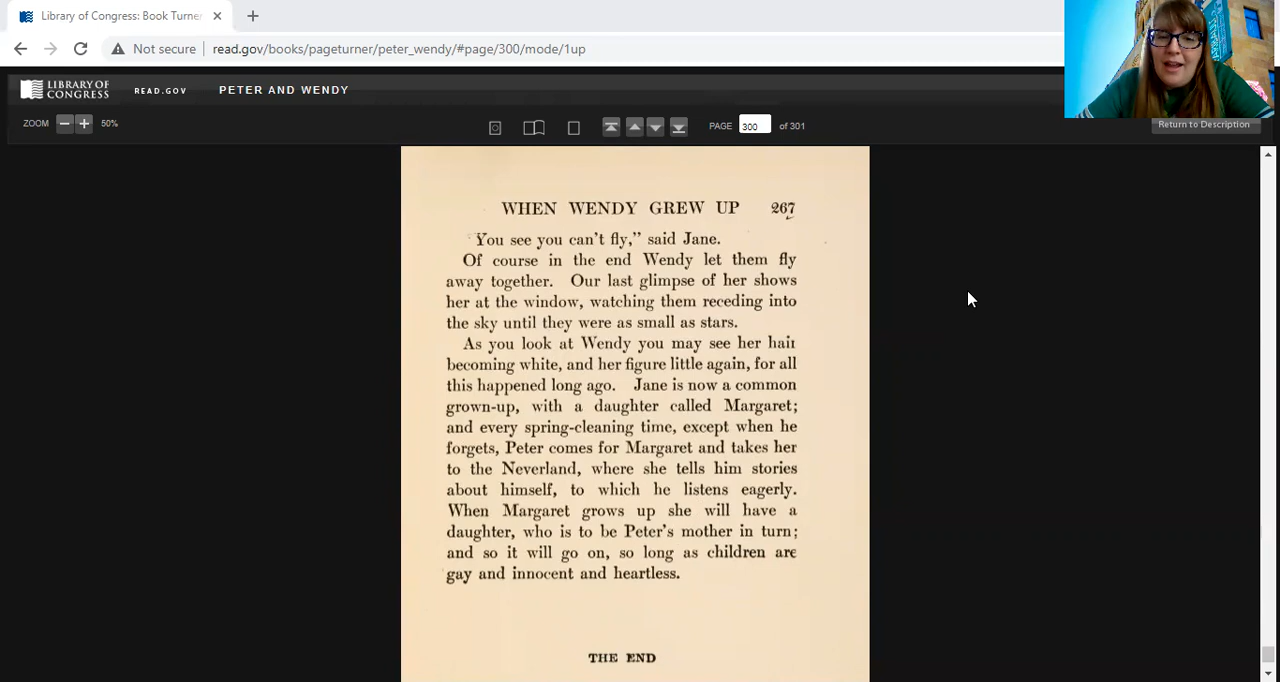 Library of Congress: Book Turne
Not secure read.gov/books/pageturner/peter_wendy/#page/300/mode/1up
LIBRARY OF CONGRESS READ.GOV PETER AND WENDY
ZOOM 50% PAGE 300 of 301 Return to Description
WHEN WENDY GREW UP 267
You see you can't fly,” said Jane.
Of course in the end Wendy let them fly
away together. Our last glimpse of her shows
her at the window, watching them receding into
the sky until they were as small as stars.
As you look at Wendy you may see her hair
becoming white, and her figure little again, for all
this happened long ago. Jane is now a common
grown-up, with a daughter called Margaret;
and every spring-cleaning time, except when he
forgets, Peter comes for Margaret and takes her
to the Neverland, where she tells him stories
about himself, to which he listens eagerly.
When Margaret grows up she will have a
daughter, who is to be Peter's mother in turn;
and so it will go on, so long as children are
gay and innocent and heartless.
THE END